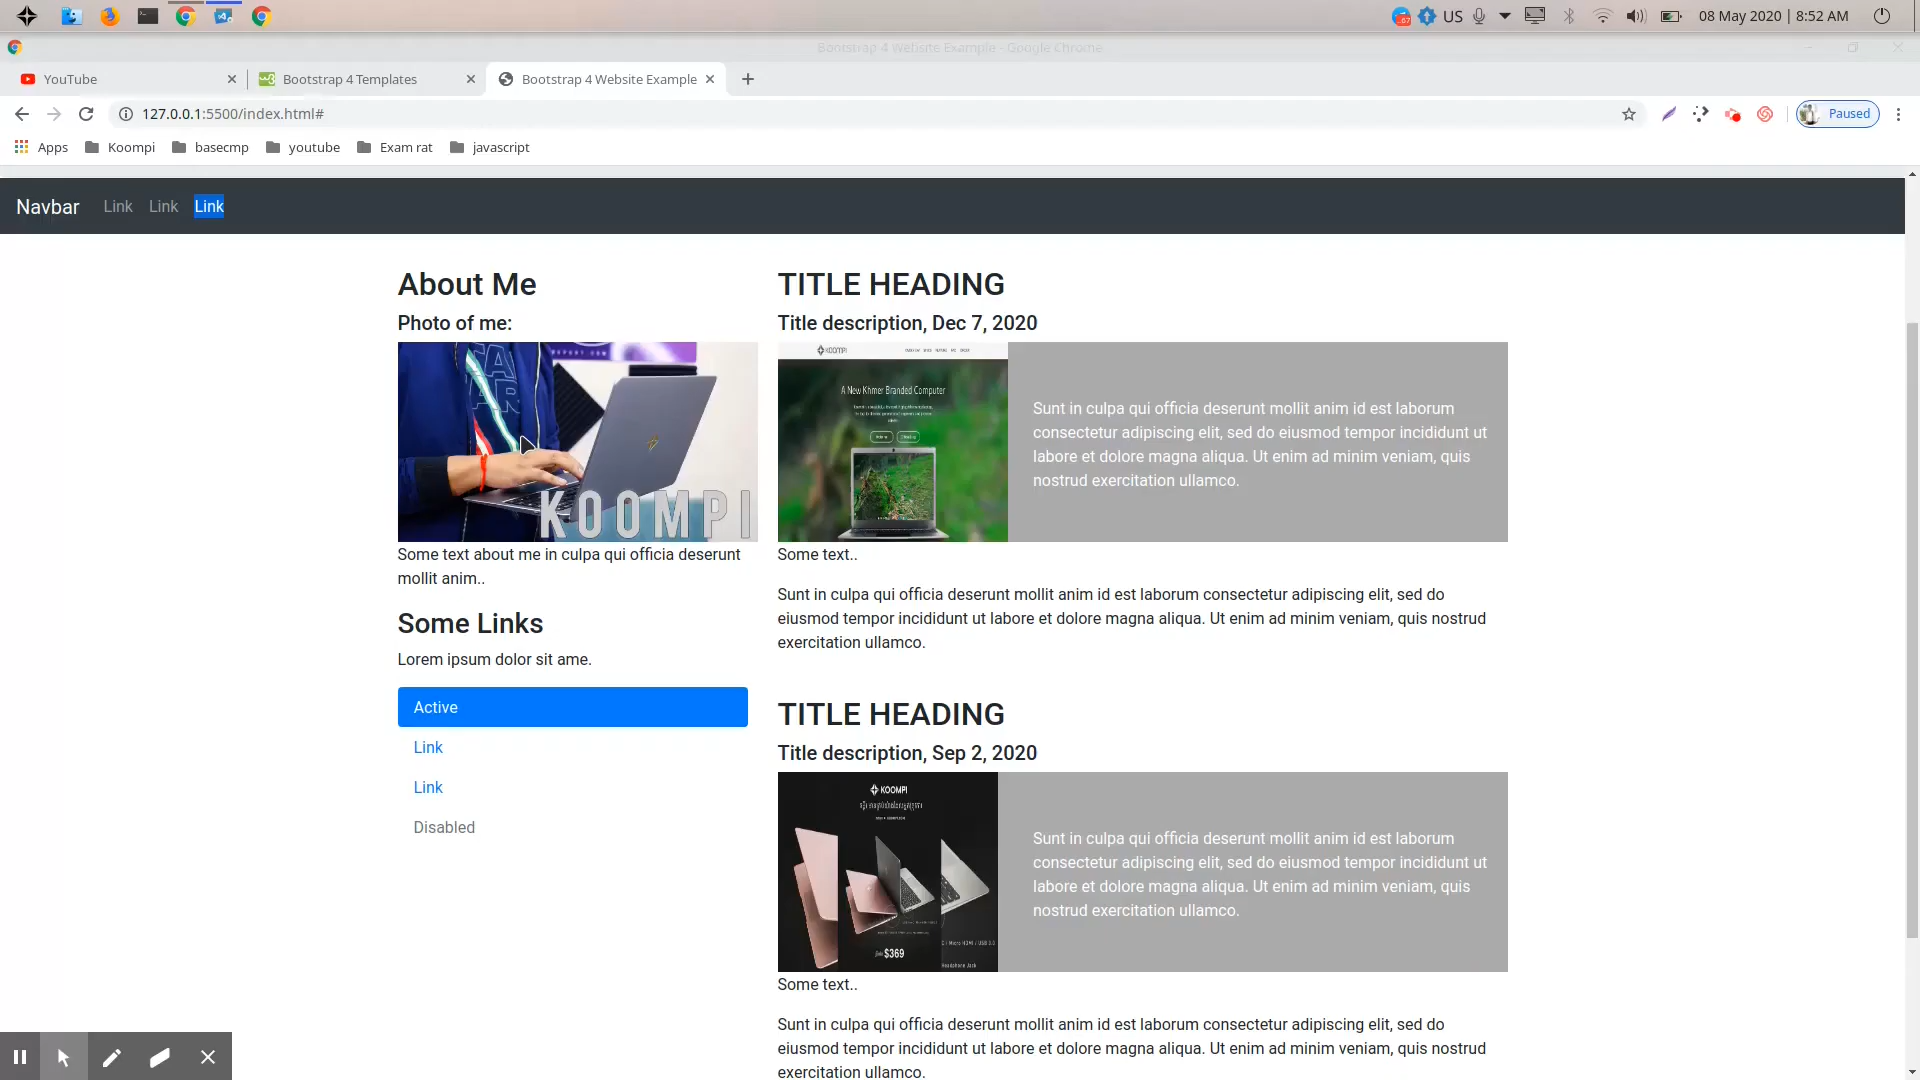 US
08 May 2020 | 8:52 AM
Bootstrap 4 Website Example - Google Chrome
YouTube
Bootstrap 4 Templates
Bootstrap 4 Website Example
127.0.0.1:5500/index.html#
Paused
Apps
Koompi
basecmp
youtube
Exam rat
javascript
Navbar
Link
Link
Link
About Me
Photo of me:
KOOMPI
Some text about me in culpa qui officia deserunt
mollit anim..
Some Links
Lorem ipsum dolor sit ame.
Active
Link
Link
Disabled
TITLE HEADING
Title description, Dec 7, 2020
KOOMPI
A New Khmer Branded Computer
Sunt in culpa qui officia deserunt mollit anim id est laborum
consectetur adipiscing elit, sed do eiusmod tempor incididunt ut
labore et dolore magna aliqua. Ut enim ad minim veniam, quis
nostrud exercitation ullamco.
Some text..
Sunt in culpa qui officia deserunt mollit anim id est laborum consectetur adipiscing elit, sed do
eiusmod tempor incididunt ut labore et dolore magna aliqua. Ut enim ad minim veniam, quis nostrud
exercitation ullamco.
TITLE HEADING
Title description, Sep 2, 2020
KOOMPI
$369
Sunt in culpa qui officia deserunt mollit anim id est laborum
consectetur adipiscing elit, sed do eiusmod tempor incididunt ut
labore et dolore magna aliqua. Ut enim ad minim veniam, quis
nostrud exercitation ullamco.
Some text..
Sunt in culpa qui officia deserunt mollit anim id est laborum consectetur adipiscing elit, sed do
eiusmod tempor incididunt ut labore et dolore magna aliqua. Ut enim ad minim veniam, quis nostrud
exercitation ullamco.